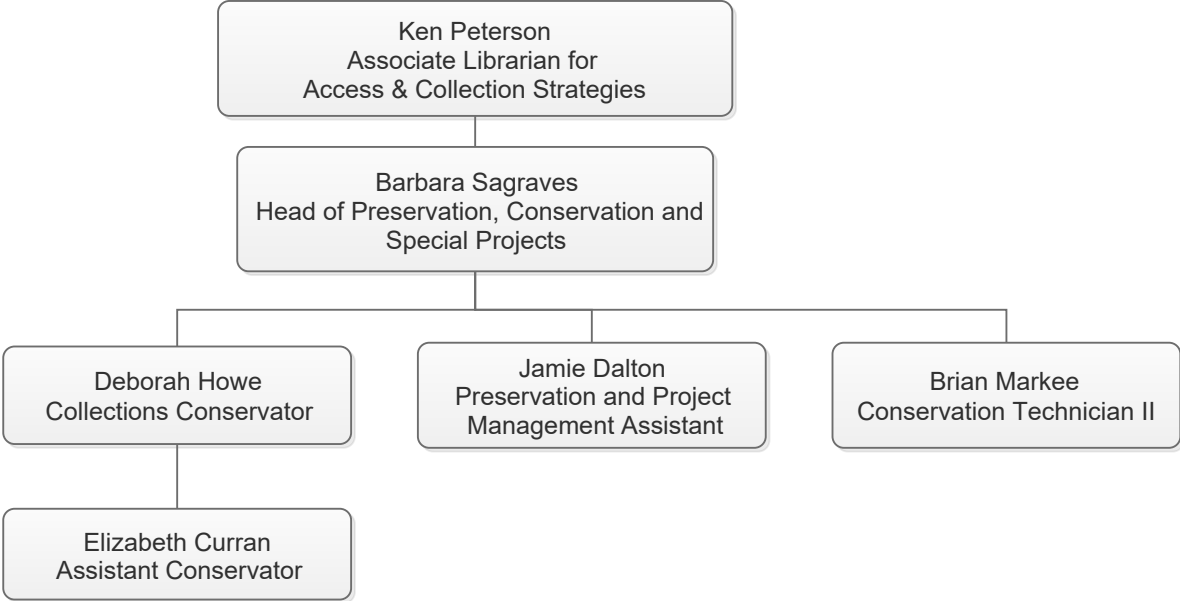 Ken Peterson
Associate Librarian for
Access & Collection Strategies
Barbara Sagraves
Head of Preservation, Conservation and
Special Projects
Deborah Howe
Collections Conservator
Jamie Dalton
Preservation and Project
Management Assistant
Brian Markee
Conservation Technician II
Elizabeth Curran
Assistant Conservator